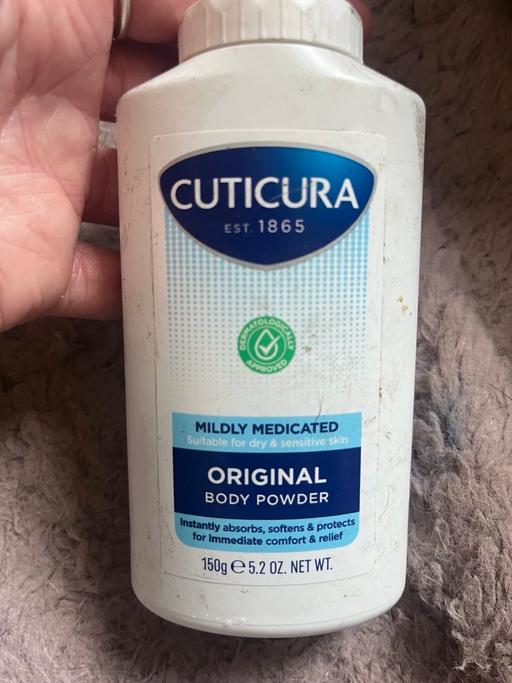 CUTICURA
EST. 1865
DERMATOLOGICALLY
APPROVED
MILDLY MEDICATED
Suitable for dry & sensitive skin
ORIGINAL
BODY POWDER
Instantly absorbs, softens & protects
for immediate comfort & relief
150g ℮ 5.2 OZ. NET WT.